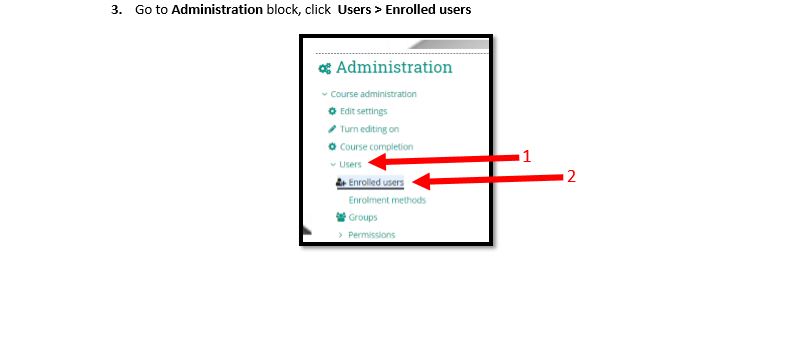 3. Go to Administration block, click Users > Enrolled users
Administration
Course administration
Edit settings
Turn editing on
Course completion
Users
1
Enrolled users
2
Enrolment methods
Groups
> Permissions